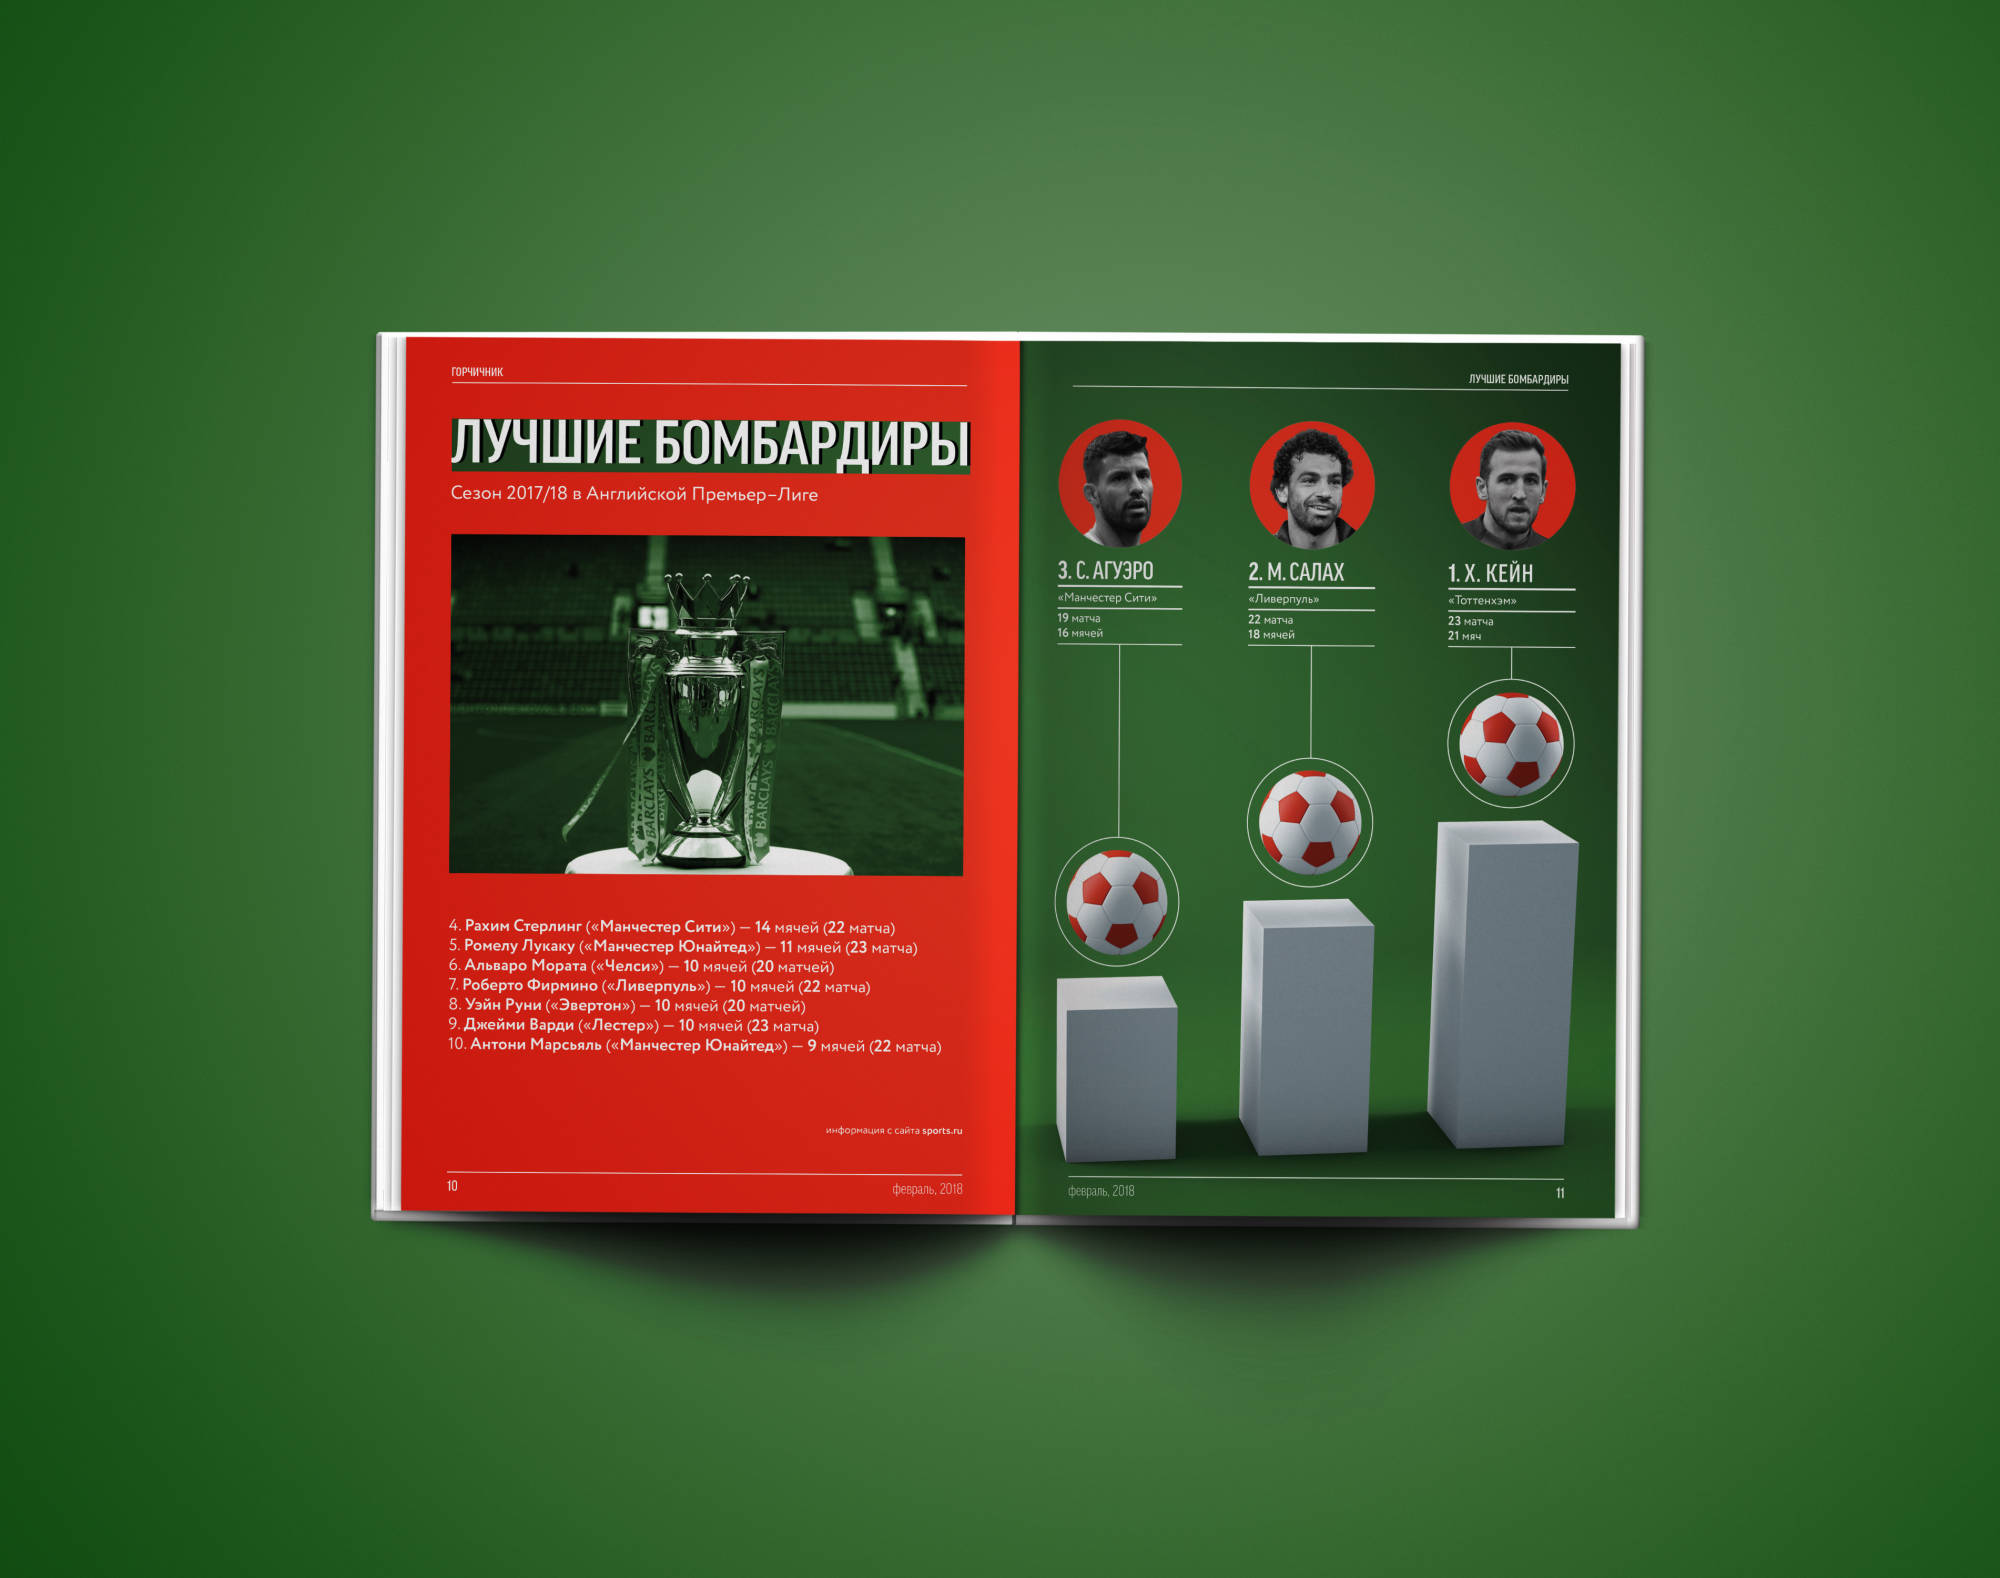 ГОРЧИЧНИК
ЛУЧШИЕ БОМБАРДИРЫ
Сезон 2017/18 в Английской Премьер-Лиге
BARCLAYS
BARCLAYS
BARCLAYS
BARCLAYS
BARCLAYS
4. Рахим Стерлинг («Манчестер Сити») — 14 мячей (22 матча)
5. Ромелу Лукаку («Манчестер Юнайтед») — 11 мячей (23 матча)
6. Альваро Мората («Челси») — 10 мячей (20 матчей)
7. Роберто Фирмино («Ливерпуль») — 10 мячей (22 матча)
8. Уэйн Руни («Эвертон») — 10 мячей (20 матчей)
9. Джейми Варди («Лестер») — 10 мячей (23 матча)
10. Антони Марсьяль («Манчестер Юнайтед») — 9 мячей (22 матча)
информация с сайта sports.ru
10
февраль, 2018
ЛУЧШИЕ БОМБАРДИРЫ
3. С. АГУЭРО
«Манчестер Сити»
19 матча
16 мячей
2. М. САЛАХ
«Ливерпуль»
22 матча
18 мячей
1. Х. КЕЙН
«Тоттенхэм»
23 матча
21 мяч
февраль, 2018
11